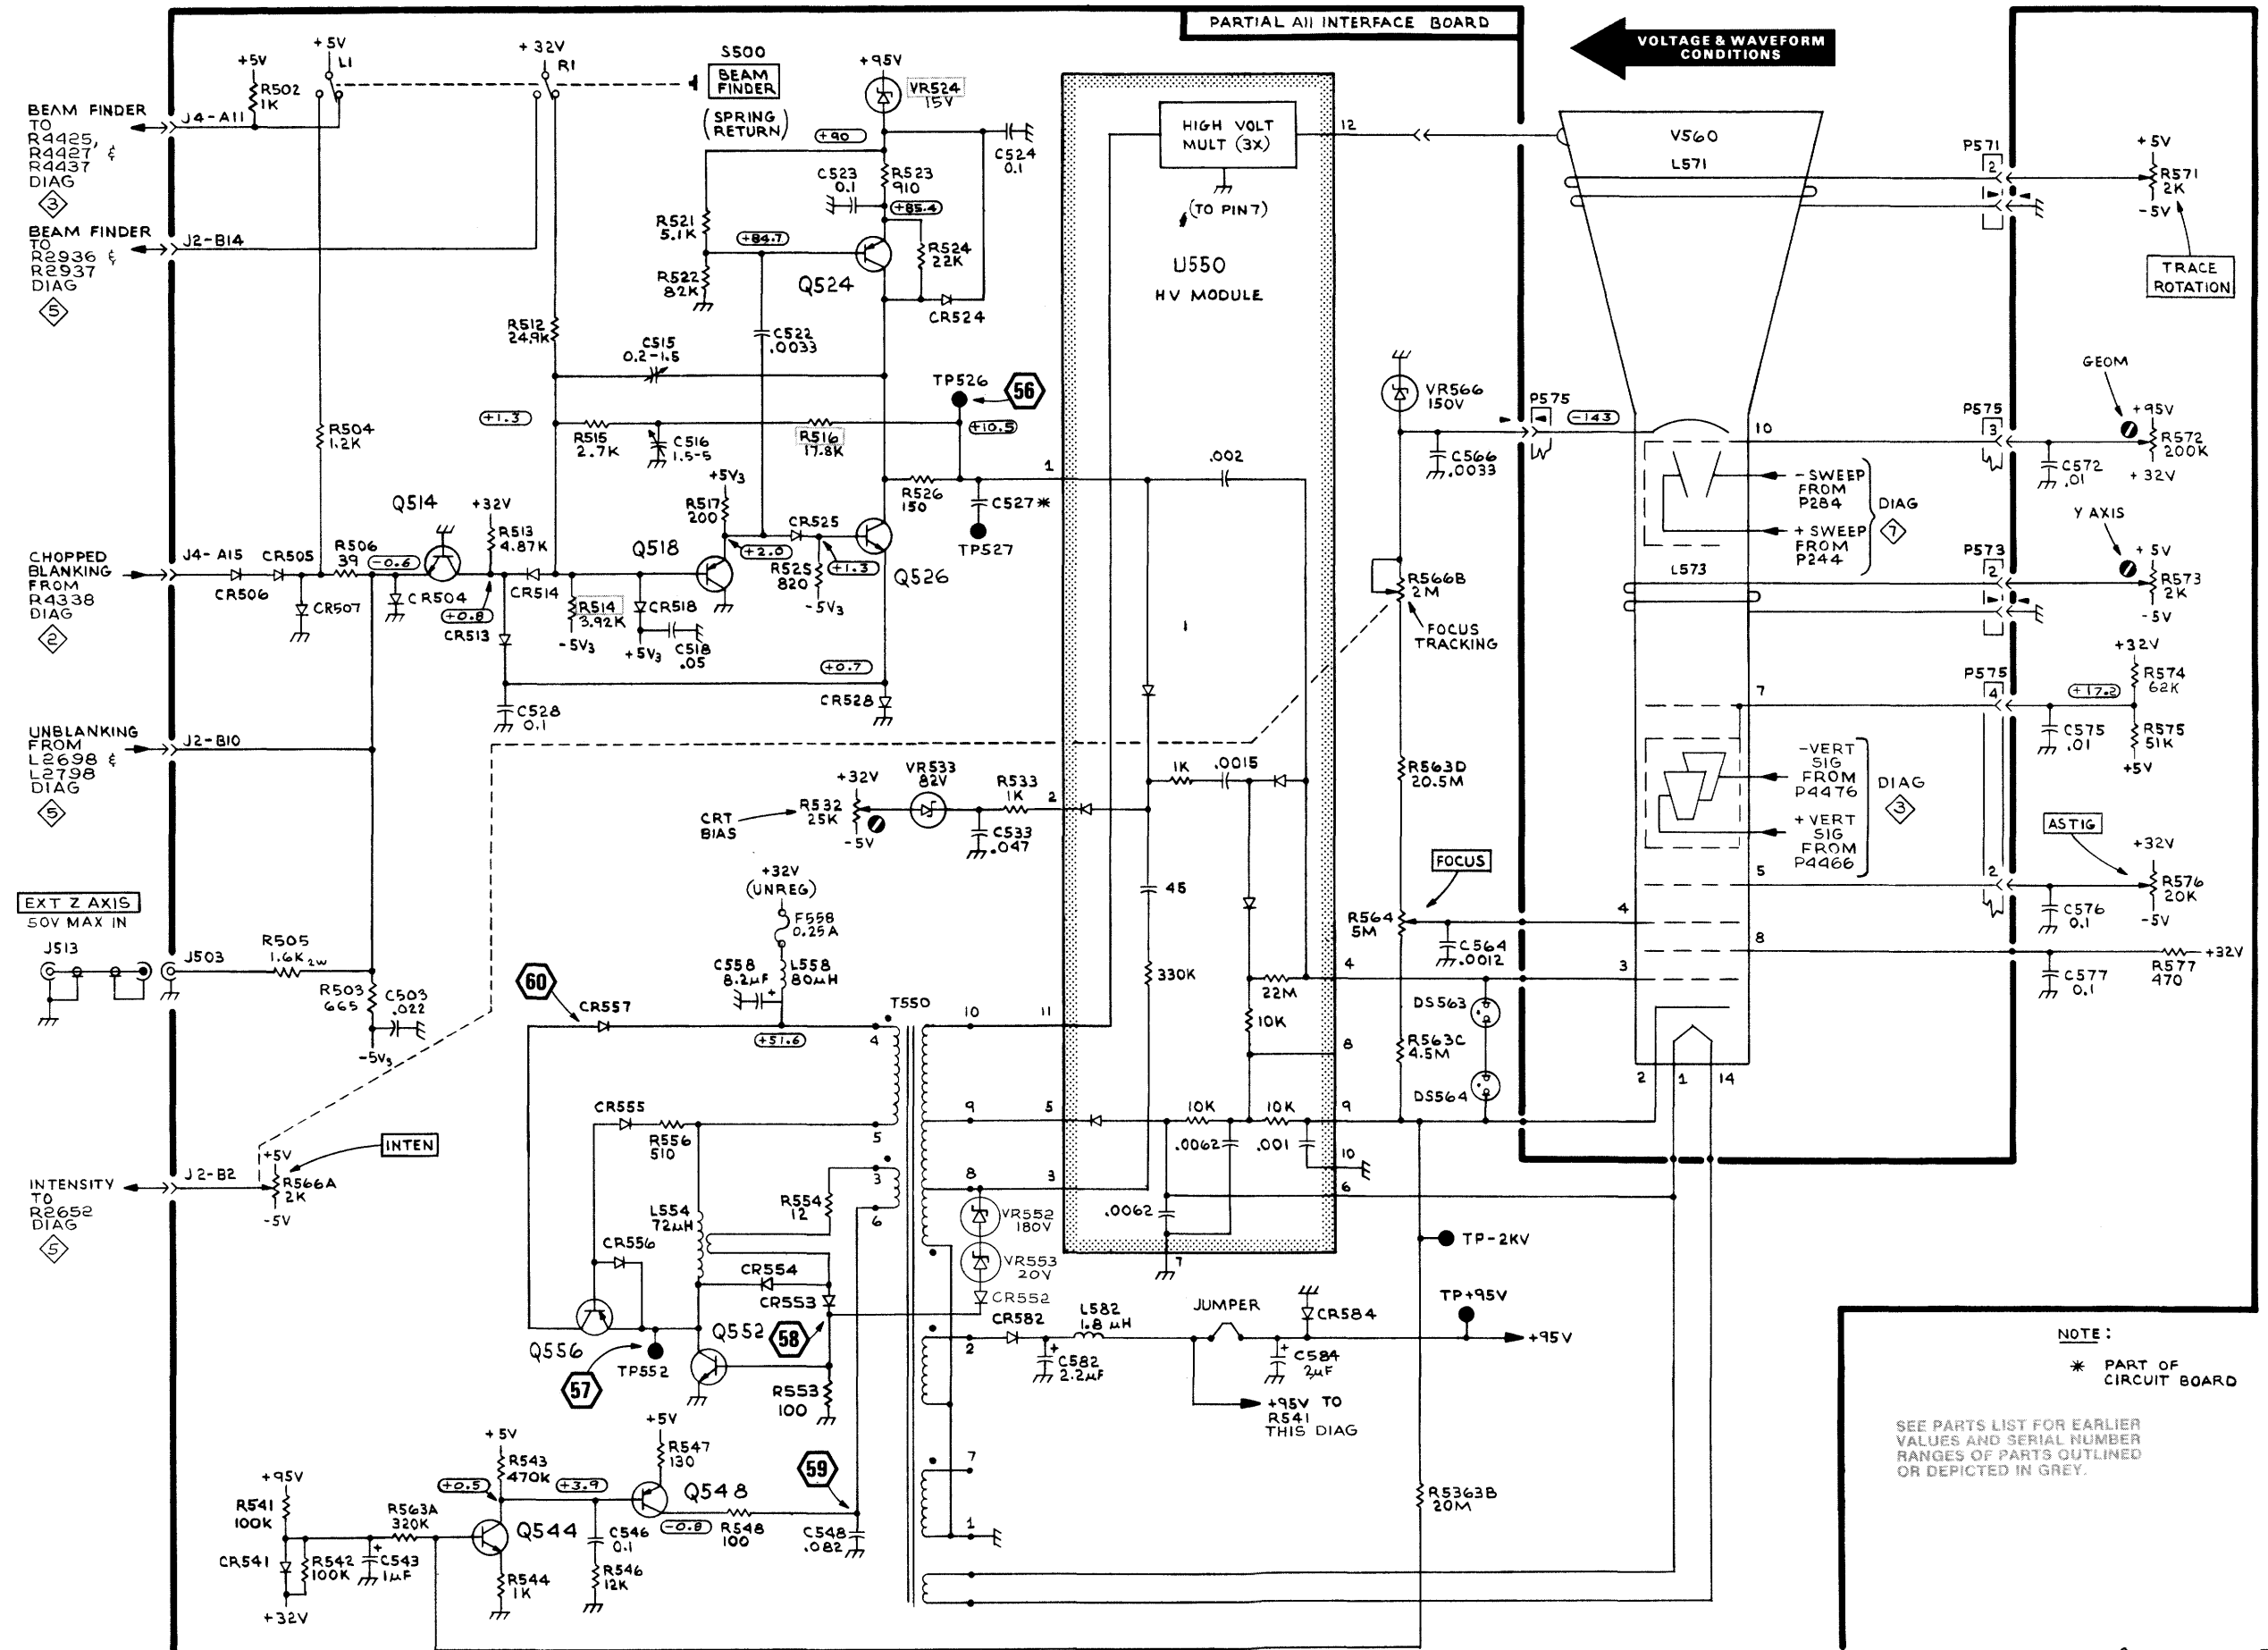 PARTIAL A11 INTERFACE BOARD
VOLTAGE & WAVEFORM
CONDITIONS
BEAM FINDER
TO
R4425,
R4427, &
R4437
DIAG
3
J4-A11
+5V
R502
1K
+5V
L1
+32V
R1
S500
BEAM
FINDER
(SPRING
RETURN)
BEAM FINDER
TO
R2936 &
R2937
DIAG
5
J2-B14
+95V
VR524
15V
+90
C524
0.1
C523
0.1
R523
910
+85.4
R521
5.1K
+84.7
R522
82K
Q524
R524
22K
CR524
R512
24.9K
C515
0.2-1.5
C522
.0033
TP526
56
+1.3
R515
2.7K
C516
1.5-5
R516
17.8K
+10.5
R504
1.2K
+5V3
R517
200
R526
150
C527*
TP527
CR525
Q526
+2.0
R525
820
+1.3
-5V3
Q514
+32V
R513
4.87K
Q518
CHOPPED
BLANKING
FROM
R4338
DIAG
2
J4-A15
CR505
CR506
R506
39
-0.6
CR507
CR504
+0.8
CR514
CR513
R514
3.92K
-5V3
CR518
+5V3
C518
.05
+0.7
CR528
C528
0.1
UNBLANKING
FROM
L2698 &
L2798
DIAG
5
J2-B10
EXT Z AXIS
50V MAX IN
J513
J503
R505
1.6K 2W
R503
665
C503
.022
-5V3
INTENSITY
TO
R2652
DIAG
5
J2-B2
INTEN
+5V
R566A
2K
-5V
CRT
BIAS
+32V
R532
25K
-5V
VR533
82V
C533
.047
R533
1K
+32V
(UNREG)
F558
0.25A
C558
8.2µF
L558
80µH
+51.6
60
CR557
CR555
R556
510
L554
72µH
R554
12
CR556
CR554
CR553
Q556
57
TP552
Q552
58
R553
100
59
T550
10
4
9
5
8
3
6
2
7
1
VR552
180V
VR553
20V
CR552
CR582
C582
2.2µF
L582
1.8 µH
JUMPER
C584
2µF
CR584
TP+95V
+95V
+95V TO
R541
THIS DIAG
+95V
R541
100K
CR541
R542
100K
+32V
C543
1µF
R563A
320K
+0.5
+5V
R543
470K
Q544
R544
1K
+3.9
C546
0.1
R546
12K
+5V
R547
130
Q548
-0.8
R548
100
C548
.082
HIGH VOLT
MULT (3X)
(TO PIN 7)
U550
HV MODULE
12
1
.002
1K
.0015
2
45
330K
22M
10K
4
8
11
5
10K
10K
9
.0062
.001
10
3
6
.0062
7
VR566
150V
C566
.0033
P575
1
-143
R566B
2M
FOCUS
TRACKING
R563D
20.5M
FOCUS
R564
5M
C564
.0012
DS563
R563C
4.5M
DS564
TP-2KV
R5363B
20M
V560
L571
P571
2
1
+5V
R571
2K
-5V
TRACE
ROTATION
10
P575
3
C572
.01
GEOM
+95V
R572
200K
+32V
-SWEEP
FROM
P284
+SWEEP
FROM
P244
DIAG
7
L573
P573
2
1
Y AXIS
+5V
R573
2K
-5V
7
P575
4
+17.2
C575
.01
+32V
R574
62K
R575
51K
+5V
-VERT
SIG
FROM
P4476
+VERT
SIG
FROM
P4466
DIAG
3
5
2
C576
0.1
ASTIG
+32V
R576
20K
-5V
4
8
3
C577
0.1
R577
470
+32V
2
1
14
NOTE:
* PART OF
CIRCUIT BOARD
SEE PARTS LIST FOR EARLIER
VALUES AND SERIAL NUMBER
RANGES OF PARTS OUTLINED
OR DEPICTED IN GREY.